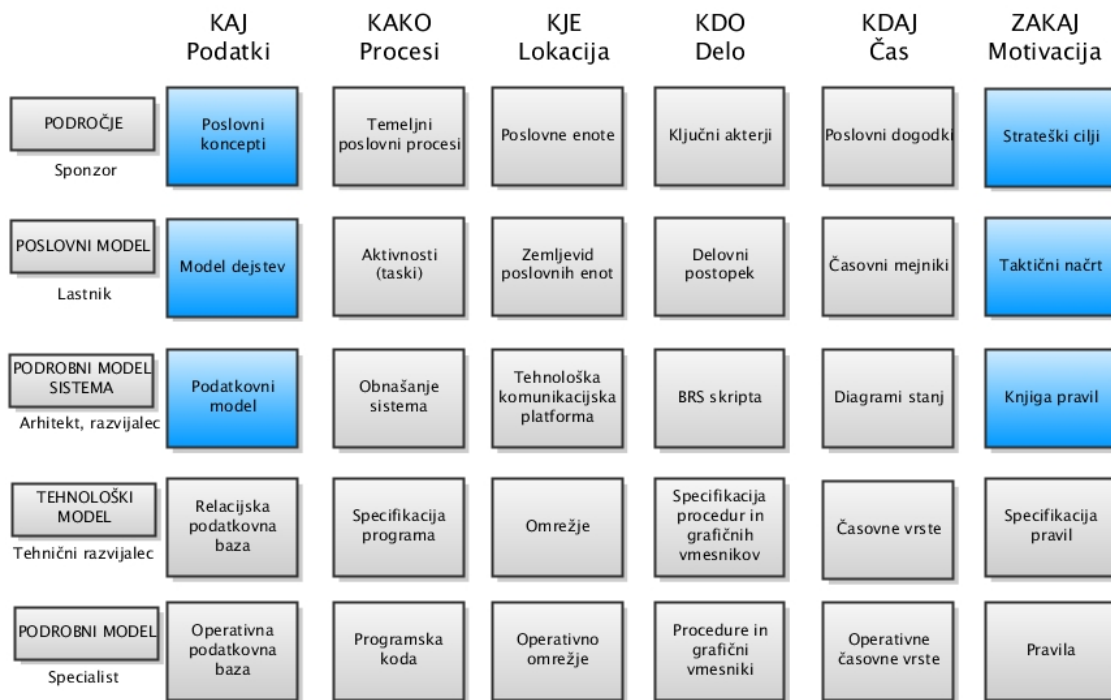 KAJ
Podatki
KAKO
Procesi
KJE
Lokacija
KDO
Delo
KDAJ
Čas
ZAKAJ
Motivacija
PODROČJE
Sponzor
Poslovni
koncepti
Temeljni
poslovni procesi
Poslovne enote
Ključni akterji
Poslovni dogodki
Strateški cilji
POSLOVNI MODEL
Lastnik
Model dejstev
Aktivnosti
(taski)
Zemljevid
poslovnih enot
Delovni
postopek
Časovni mejniki
Taktični načrt
PODROBNI MODEL
SISTEMA
Arhitekt, razvijalec
Podatkovni
model
Obnašanje
sistema
Tehnološka
komunikacijska
platforma
BRS skripta
Diagrami stanj
Knjiga pravil
TEHNOLOŠKI
MODEL
Tehnični razvijalec
Relacijska
podatkovna
baza
Specifikacija
programa
Omrežje
Specifikacija
procedur in
grafičnih
vmesnikov
Časovne vrste
Specifikacija
pravil
PODROBNI MODEL
Specialist
Operativna
podatkovna
baza
Programska
koda
Operativno
omrežje
Procedure in
grafični
vmesniki
Operativne
časovne vrste
Pravila